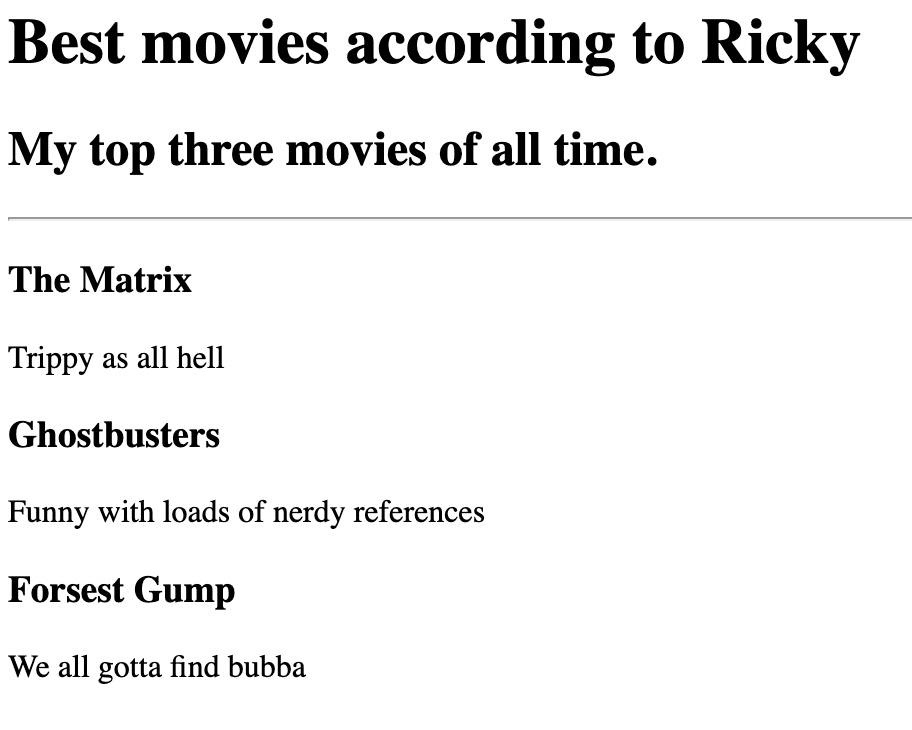 Best movies according to Ricky
My top three movies of all time.
The Matrix
Trippy as all hell
Ghostbusters
Funny with loads of nerdy references
Forsest Gump
We all gotta find bubba